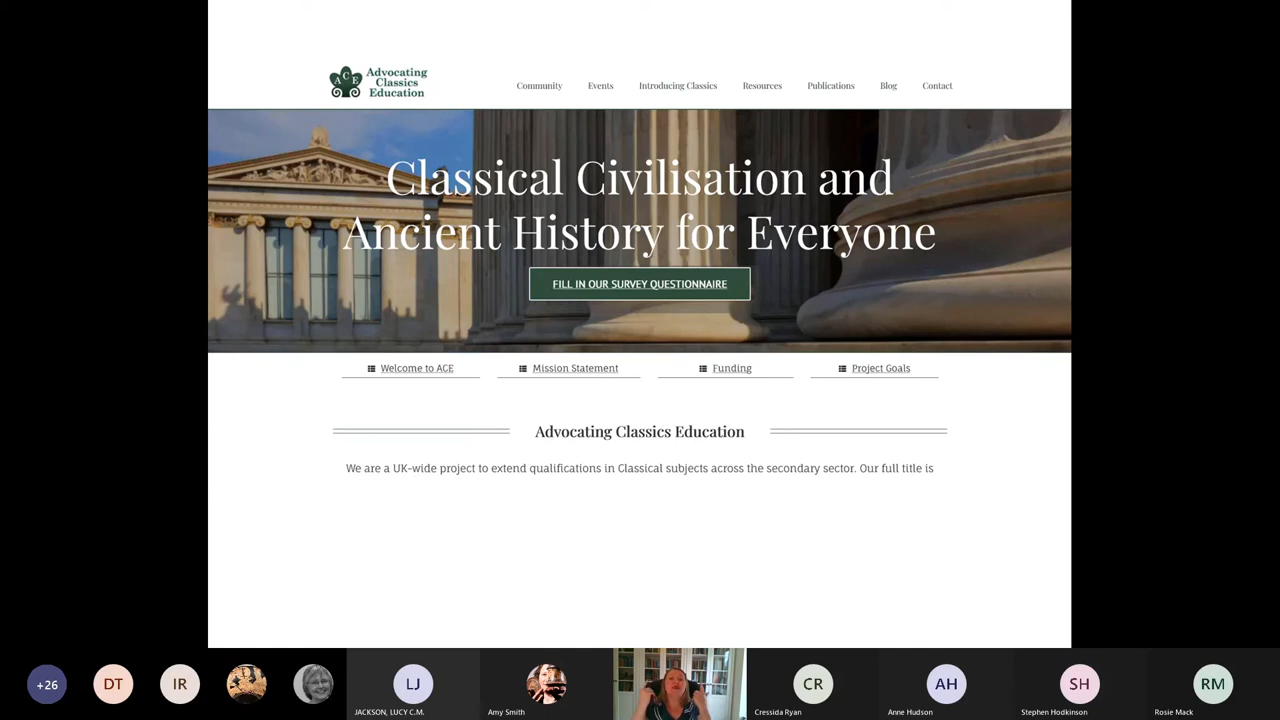 ACE
Advocating
Classics
Education
Community Events Introducing Classics Resources Publications Blog Contact
Classical Civilisation and
Ancient History for Everyone
FILL IN OUR SURVEY QUESTIONNAIRE
Welcome to ACE Mission Statement Funding Project Goals
Advocating Classics Education
We are a UK-wide project to extend qualifications in Classical subjects across the secondary sector. Our full title is
+26 DT IR LJ CR AH SH RM
JACKSON, LUCY C.M. Amy Smith Cressida Ryan Anne Hudson Stephen Hodkinson Rosie Mack